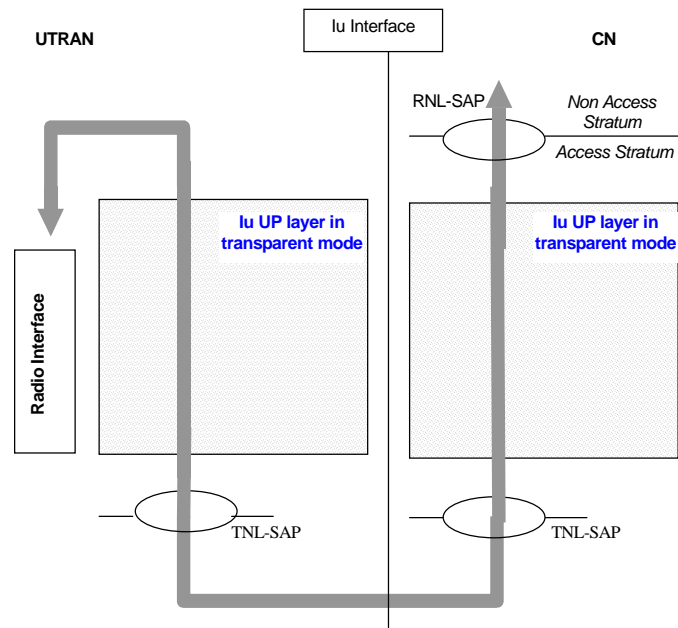 Iu Interface
UTRAN
CN
RNL-SAP
Non Access
Stratum
Access Stratum
Iu UP layer in
transparent mode
Iu UP layer in
transparent mode
Radio Interface
TNL-SAP
TNL-SAP